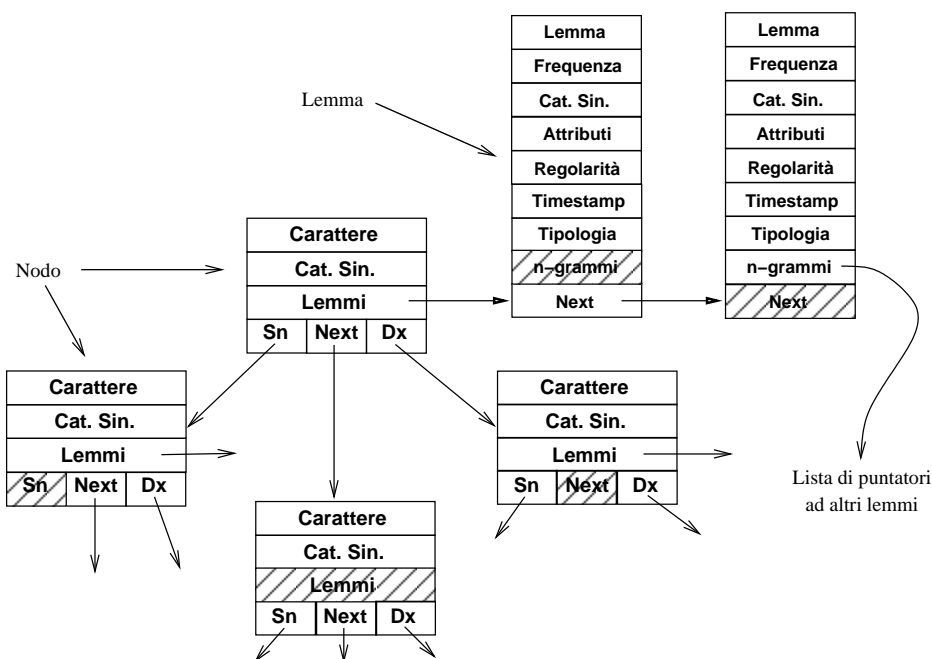 Lemma
Frequenza
Cat. Sin.
Attributi
Regolarità
Timestamp
Tipologia
n–grammi
Next
Lemma
Frequenza
Cat. Sin.
Attributi
Regolarità
Timestamp
Tipologia
n–grammi
Next
Lemma
Nodo
Carattere
Cat. Sin.
Lemmi
Sn Next Dx
Carattere
Cat. Sin.
Lemmi
Sn Next Dx
Carattere
Cat. Sin.
Lemmi
Sn Next Dx
Carattere
Cat. Sin.
Lemmi
Sn Next Dx
Lista di puntatori
ad altri lemmi